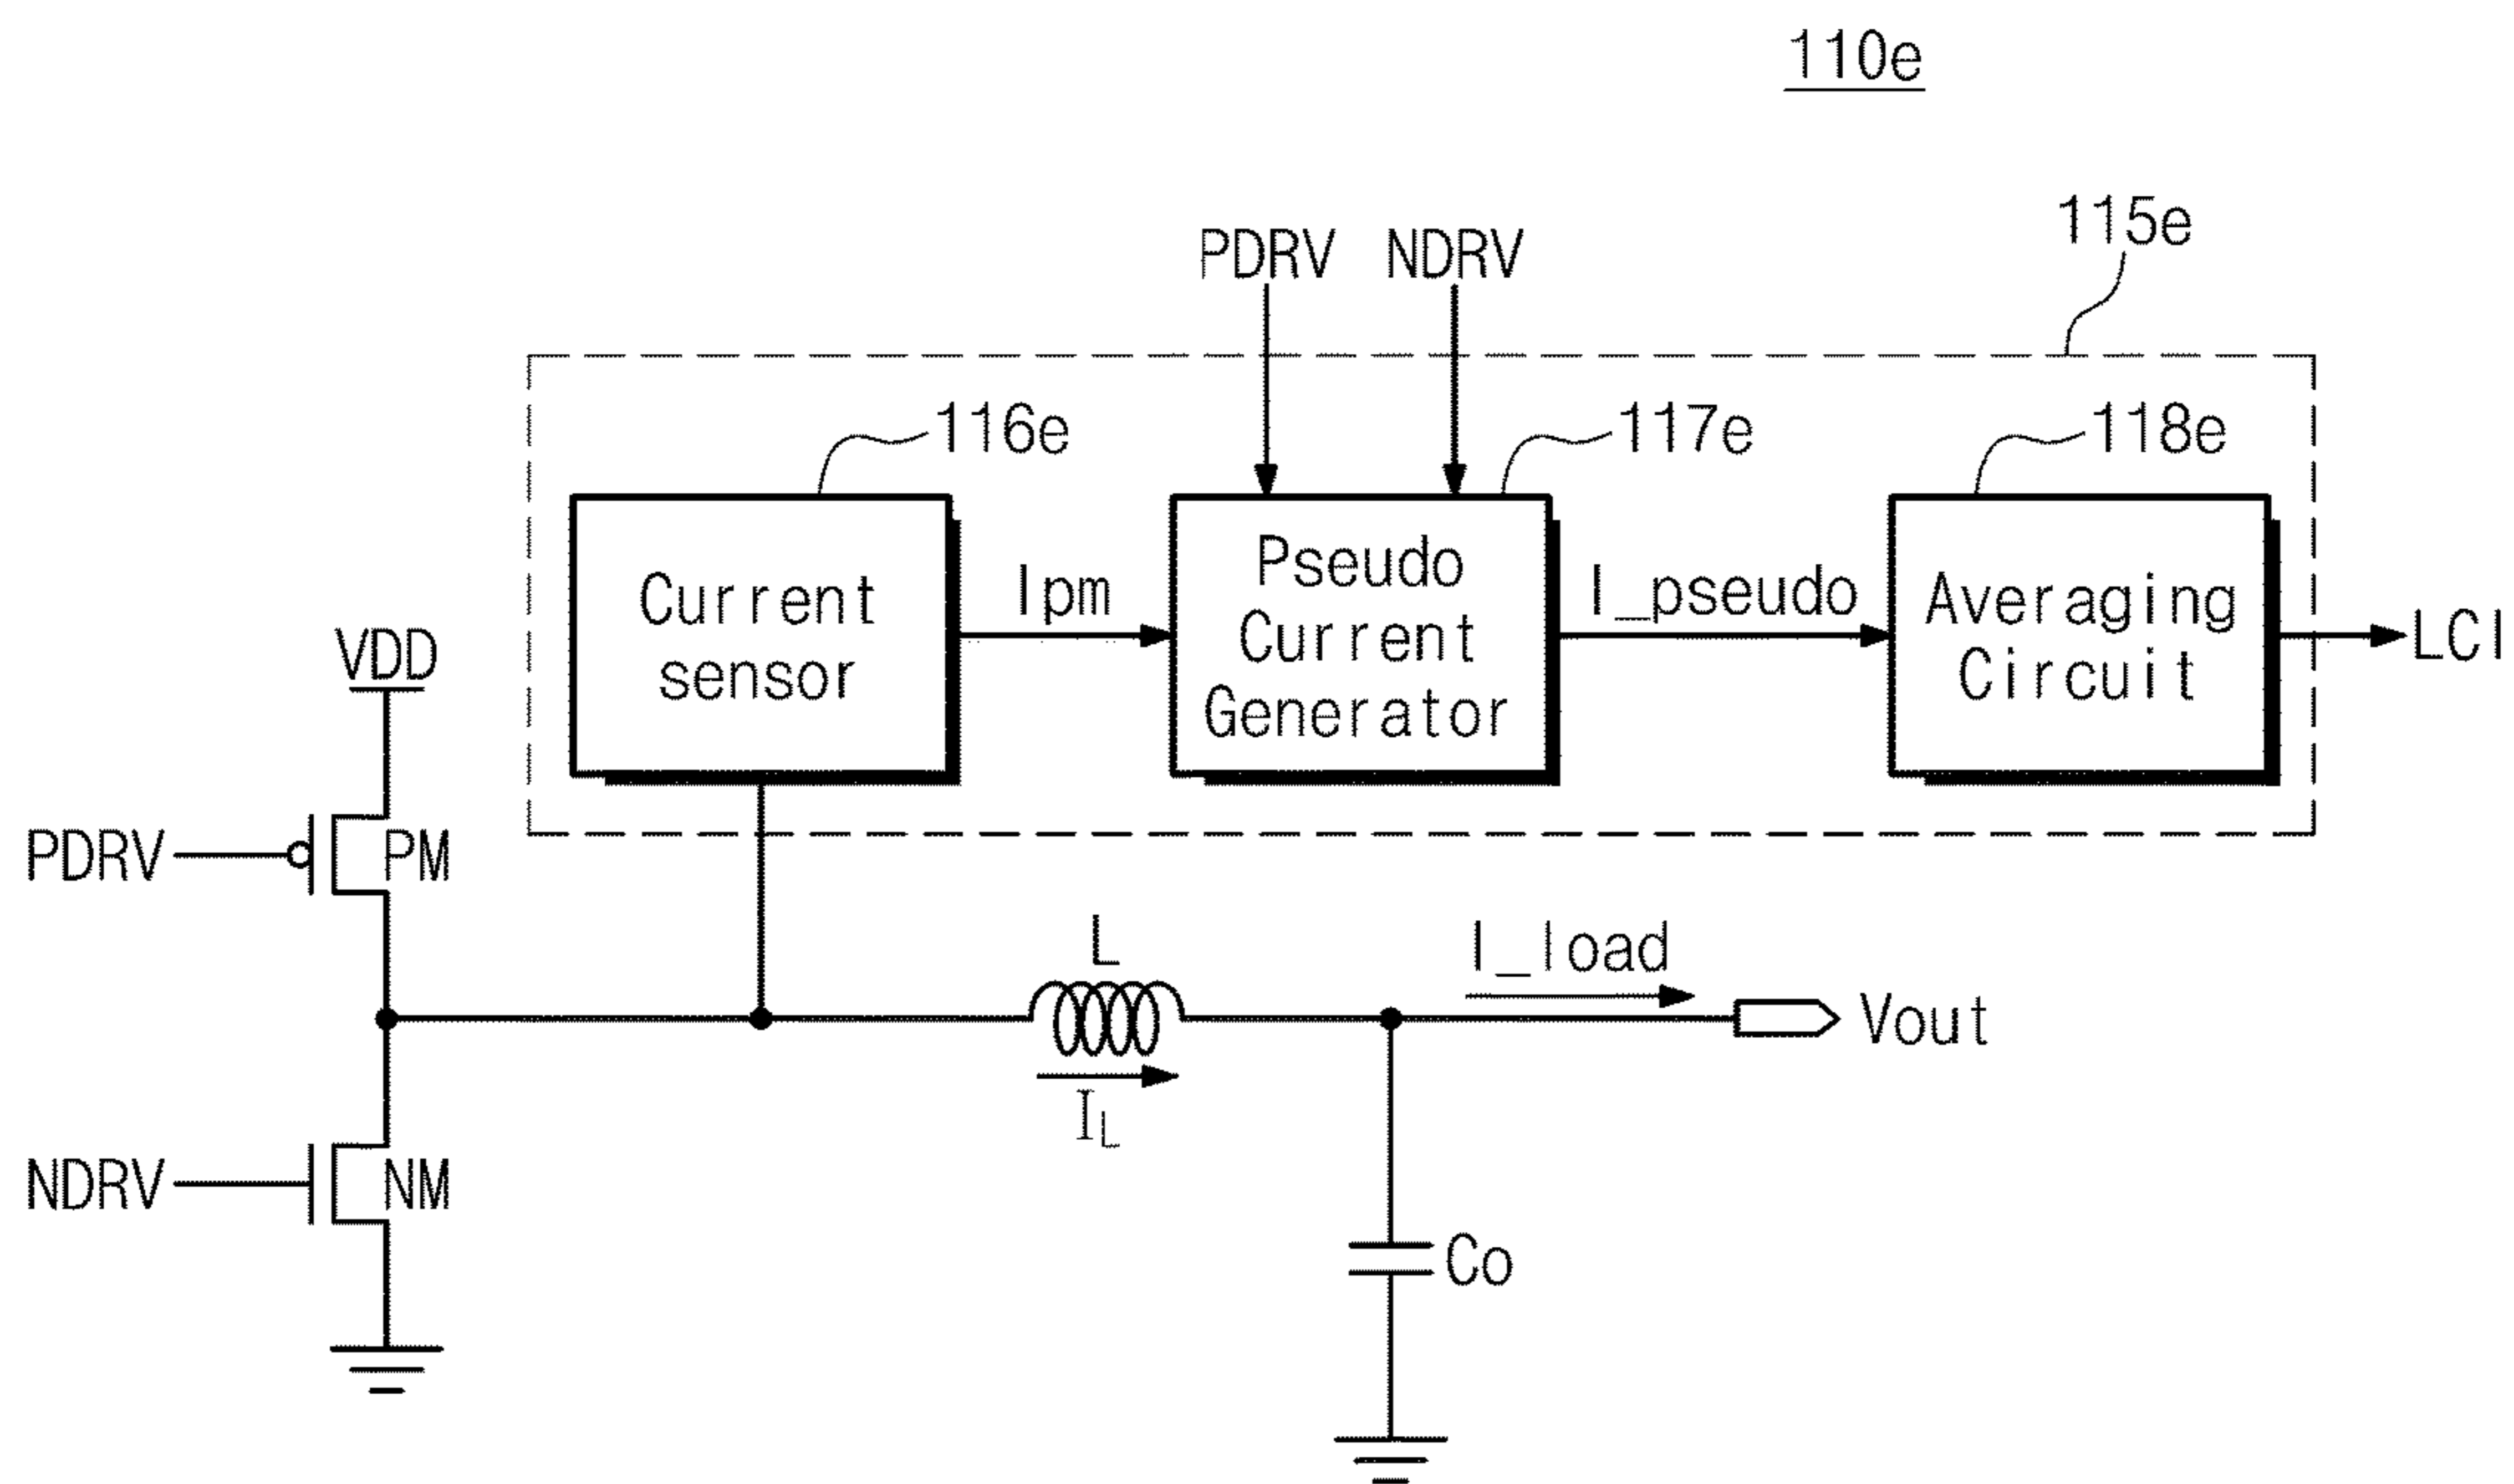 110e
115e
PDRV NDRV
116e
117e
118e
Current
sensor
Ipm
Pseudo
Current
Generator
I_pseudo
Averaging
Circuit
LCI
VDD
PDRV
PM
L
I_load
Vout
IL
NDRV
NM
Co